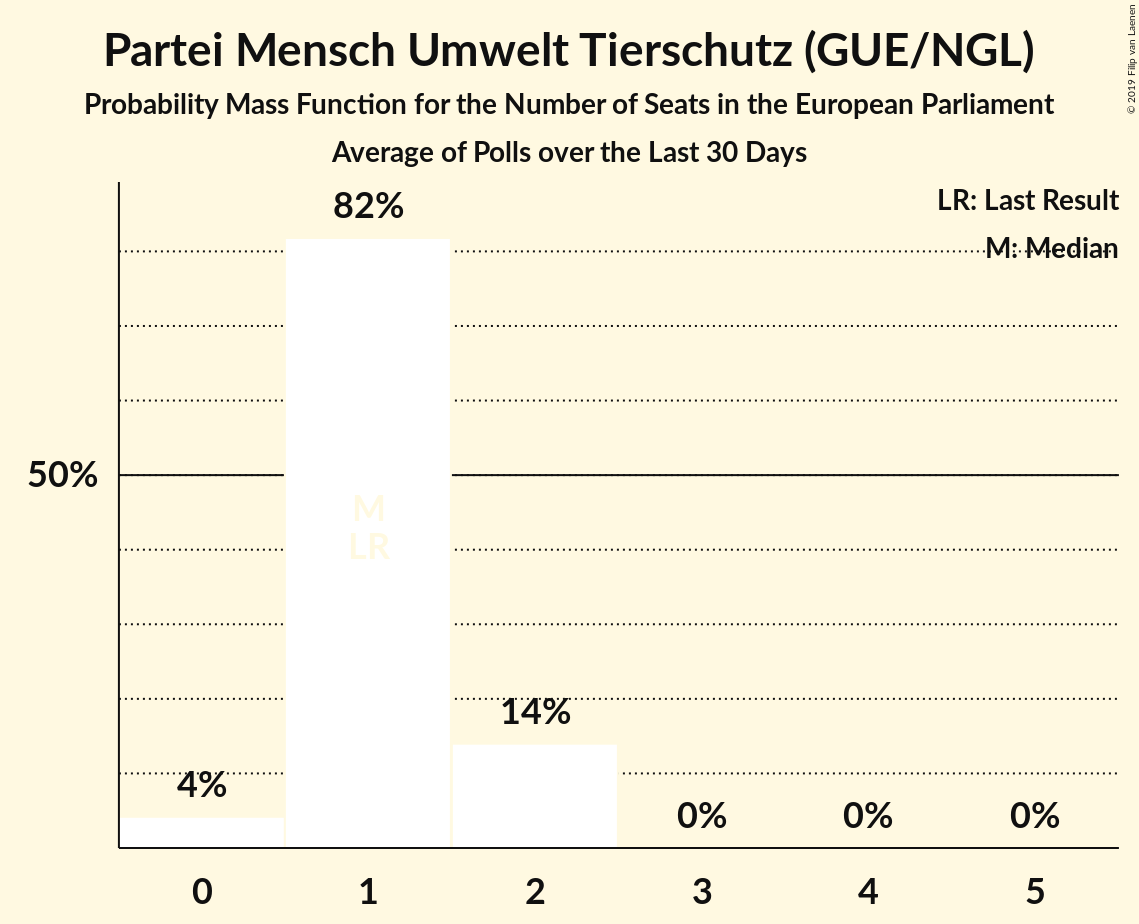 Partei Mensch Umwelt Tierschutz (GUE/NGL)
Probability Mass Function for the Number of Seats in the European Parliament
Average of Polls over the Last 30 Days
© 2019 Filip van Laenen
LR: Last Result
M: Median
82%
50%
M
LR
14%
4%
0%
0%
0%
0 1 2 3 4 5